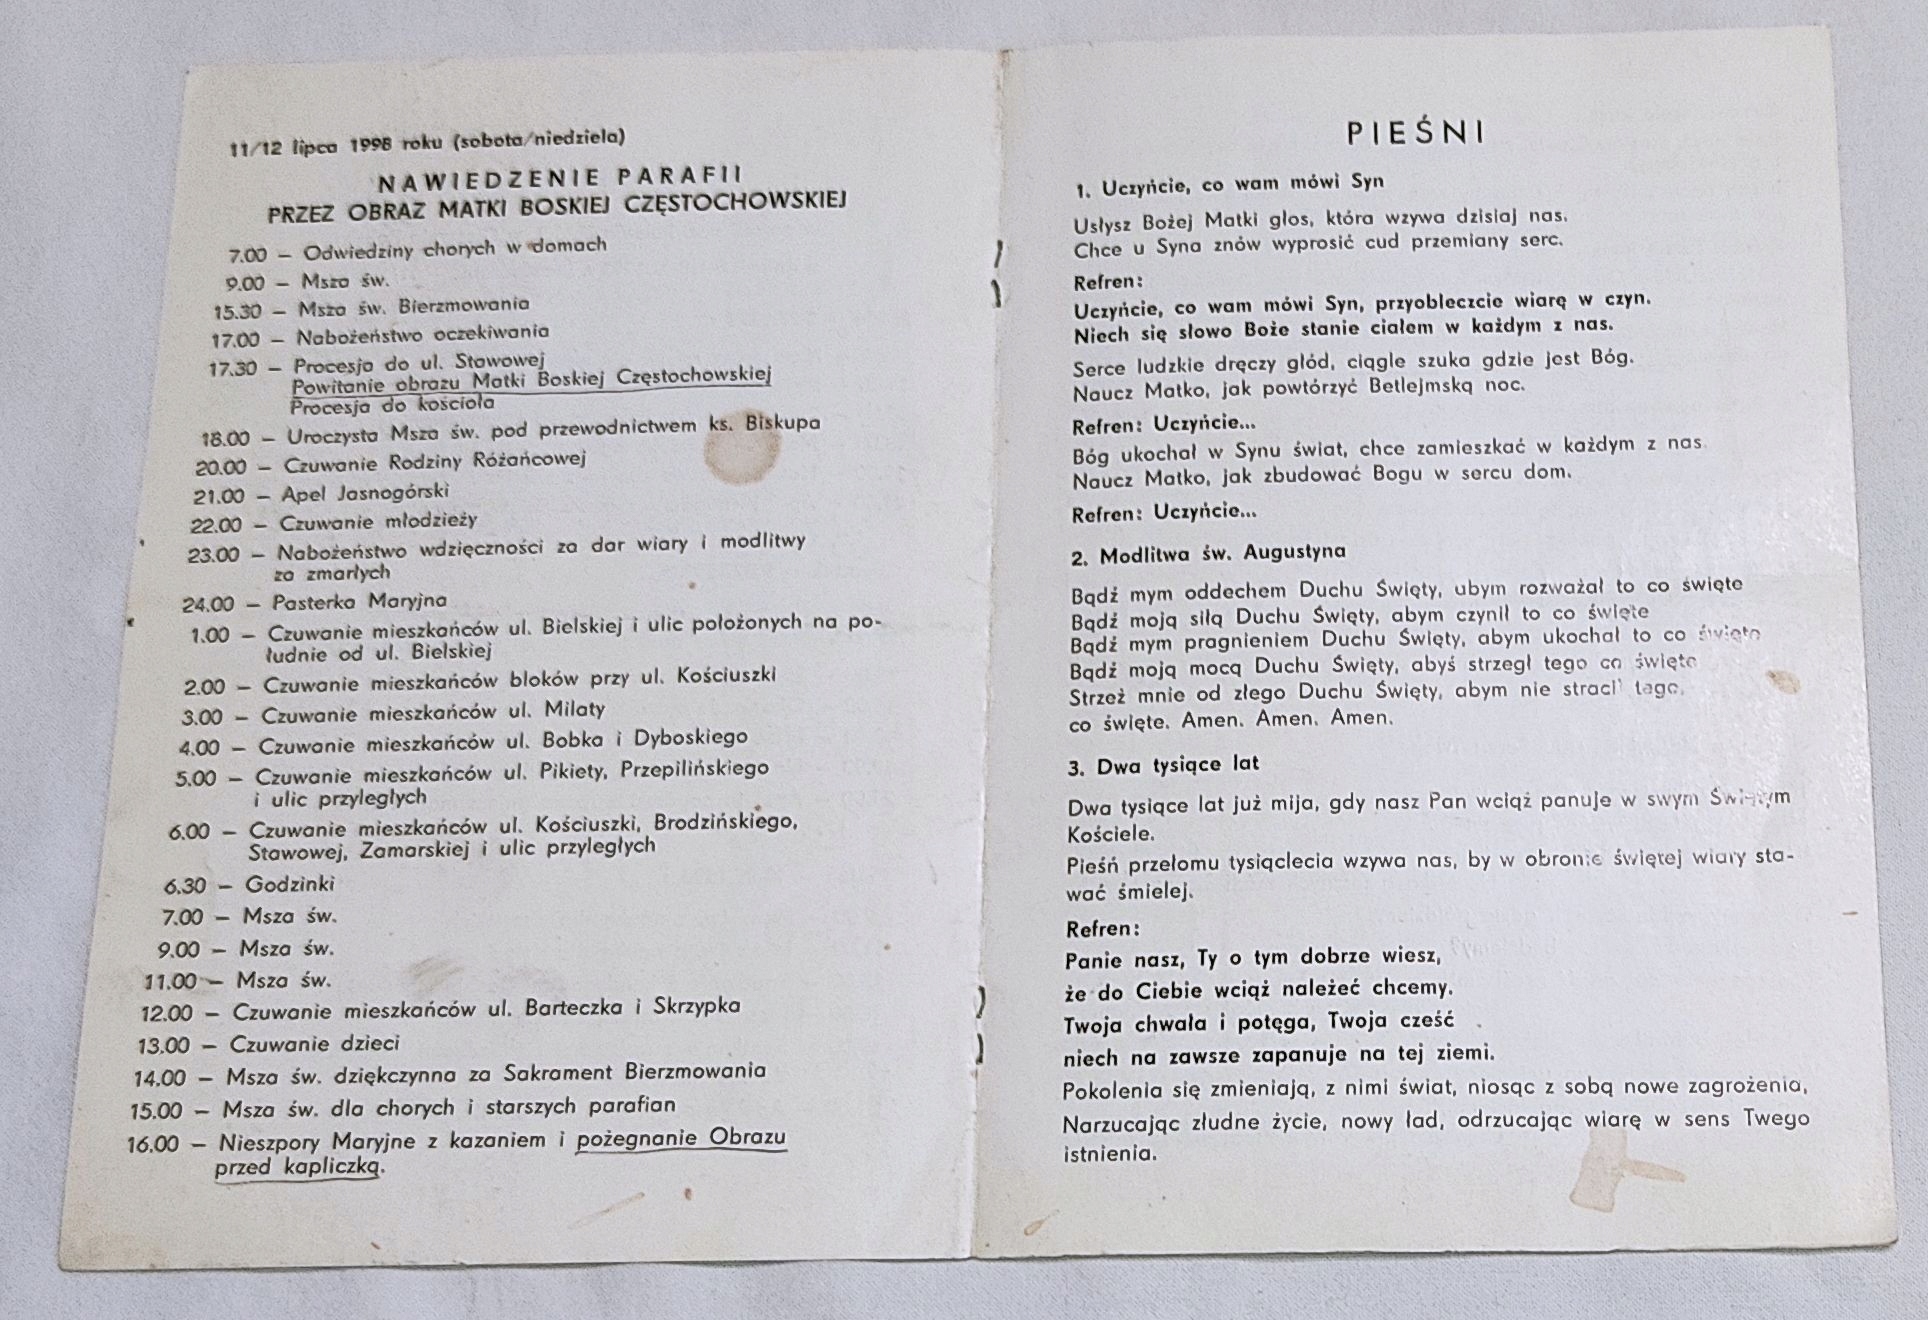 11/12 lipca 1998 roku (sobota/niedziela)
NAWIEDZENIE PARAFII
PRZEZ OBRAZ MATKI BOSKIEJ CZĘSTOCHOWSKIEJ
7.00 – Odwiedziny chorych w domach
9.00 – Msza św.
15.30 – Msza św. Bierzmowania
17.00 – Nabożeństwo oczekiwania
17.30 – Procesja do ul. Stawowej
Powitanie obrazu Matki Boskiej Częstochowskiej
Procesja do kościoła
18.00 – Uroczysta Msza św. pod przewodnictwem ks. Biskupa
20.00 – Czuwanie Rodziny Różańcowej
21.00 – Apel Jasnogórski
22.00 – Czuwanie młodzieży
23.00 – Nabożeństwo wdzięczności za dar wiary i modlitwy
za zmarłych
24.00 – Pasterka Maryjna
1.00 – Czuwanie mieszkańców ul. Bielskiej i ulic położonych na po-
łudnie od ul. Bielskiej
2.00 – Czuwanie mieszkańców bloków przy ul. Kościuszki
3.00 – Czuwanie mieszkańców ul. Milaty
4.00 – Czuwanie mieszkańców ul. Bobka i Dyboskiego
5.00 – Czuwanie mieszkańców ul. Pikiety, Przepilińskiego
i ulic przyległych
6.00 – Czuwanie mieszkańców ul. Kościuszki, Brodzińskiego,
Stawowej, Zamarskiej i ulic przyległych
6.30 – Godzinki
7.00 – Msza św.
9.00 – Msza św.
11.00 – Msza św.
12.00 – Czuwanie mieszkańców ul. Barteczka i Skrzypka
13.00 – Czuwanie dzieci
14.00 – Msza św. dziękczynna za Sakrament Bierzmowania
15.00 – Msza św. dla chorych i starszych parafian
16.00 – Nieszpory Maryjne z kazaniem i pożegnanie Obrazu
przed kapliczką.
PIEŚNI
1. Uczyńcie, co wam mówi Syn
Usłysz Bożej Matki głos, która wzywa dzisiaj nas.
Chce u Syna znów wyprosić cud przemiany serc.
Refren:
Uczyńcie, co wam mówi Syn, przyobleczcie wiarę w czyn.
Niech się słowo Boże stanie ciałem w każdym z nas.
Serce ludzkie dręczy głód, ciągle szuka gdzie jest Bóg.
Naucz Matko, jak powtórzyć Betlejmską noc.
Refren: Uczyńcie...
Bóg ukochał w Synu świat, chce zamieszkać w każdym z nas.
Naucz Matko, jak zbudować Bogu w sercu dom.
Refren: Uczyńcie...
2. Modlitwa św. Augustyna
Bądź mym oddechem Duchu Święty, ubym rozważał to co święte
Bądź moją siłą Duchu Święty, abym czynił to co święte
Bądź mym pragnieniem Duchu Święty, abym ukochał to co święte
Bądź moją mocą Duchu Święty, abyś strzegł tego co święte
Strzeż mnie od złego Duchu Święty, abym nie stracił tego,
co święte. Amen. Amen. Amen.
3. Dwa tysiące lat
Dwa tysiące lat już mija, gdy nasz Pan wciąż panuje w swym Świętym
Kościele.
Pieśń przełomu tysiąclecia wzywa nas, by w obronie świętej wiary sta-
wać śmielej.
Refren:
Panie nasz, Ty o tym dobrze wiesz,
że do Ciebie wciąż należeć chcemy.
Twoja chwała i potęga, Twoja cześć
niech na zawsze zapanuje na tej ziemi.
Pokolenia się zmieniają, z nimi świat, niosąc z sobą nowe zagrożenia,
Narzucając złudne życie, nowy ład, odrzucając wiarę w sens Twego
istnienia.